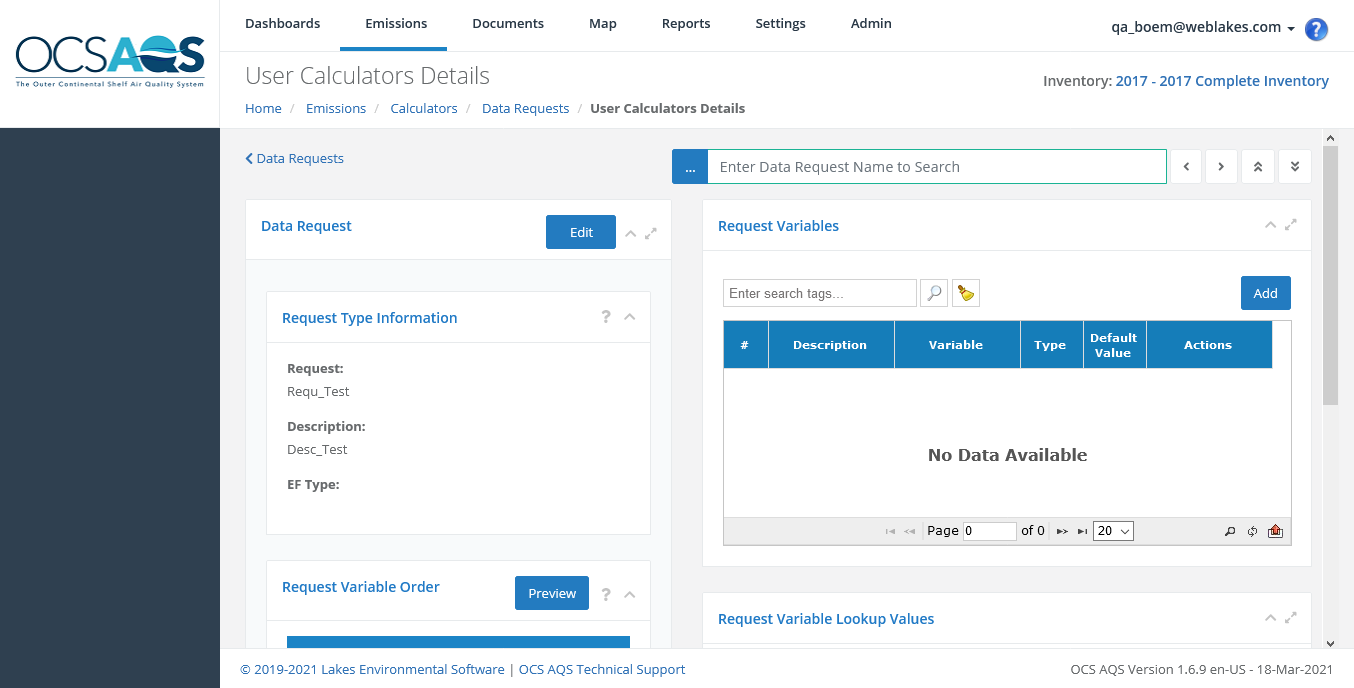 OCSAQS
The Outer Continental Shelf Air Quality System
Dashboards Emissions Documents Map Reports Settings Admin
qa_boem@weblakes.com ?
User Calculators Details
Inventory: 2017 - 2017 Complete Inventory
Home / Emissions / Calculators / Data Requests / User Calculators Details
Data Requests
... Enter Data Request Name to Search
Data Request Edit
Request Type Information ?
Request:
Requ_Test
Description:
Desc_Test
EF Type:
Request Variable Order Preview ?
Request Variables
Enter search tags... Add
# Description Variable Type Default Value Actions
No Data Available
Page 0 of 0 20
Request Variable Lookup Values
© 2019-2021 Lakes Environmental Software | OCS AQS Technical Support
OCS AQS Version 1.6.9 en-US - 18-Mar-2021